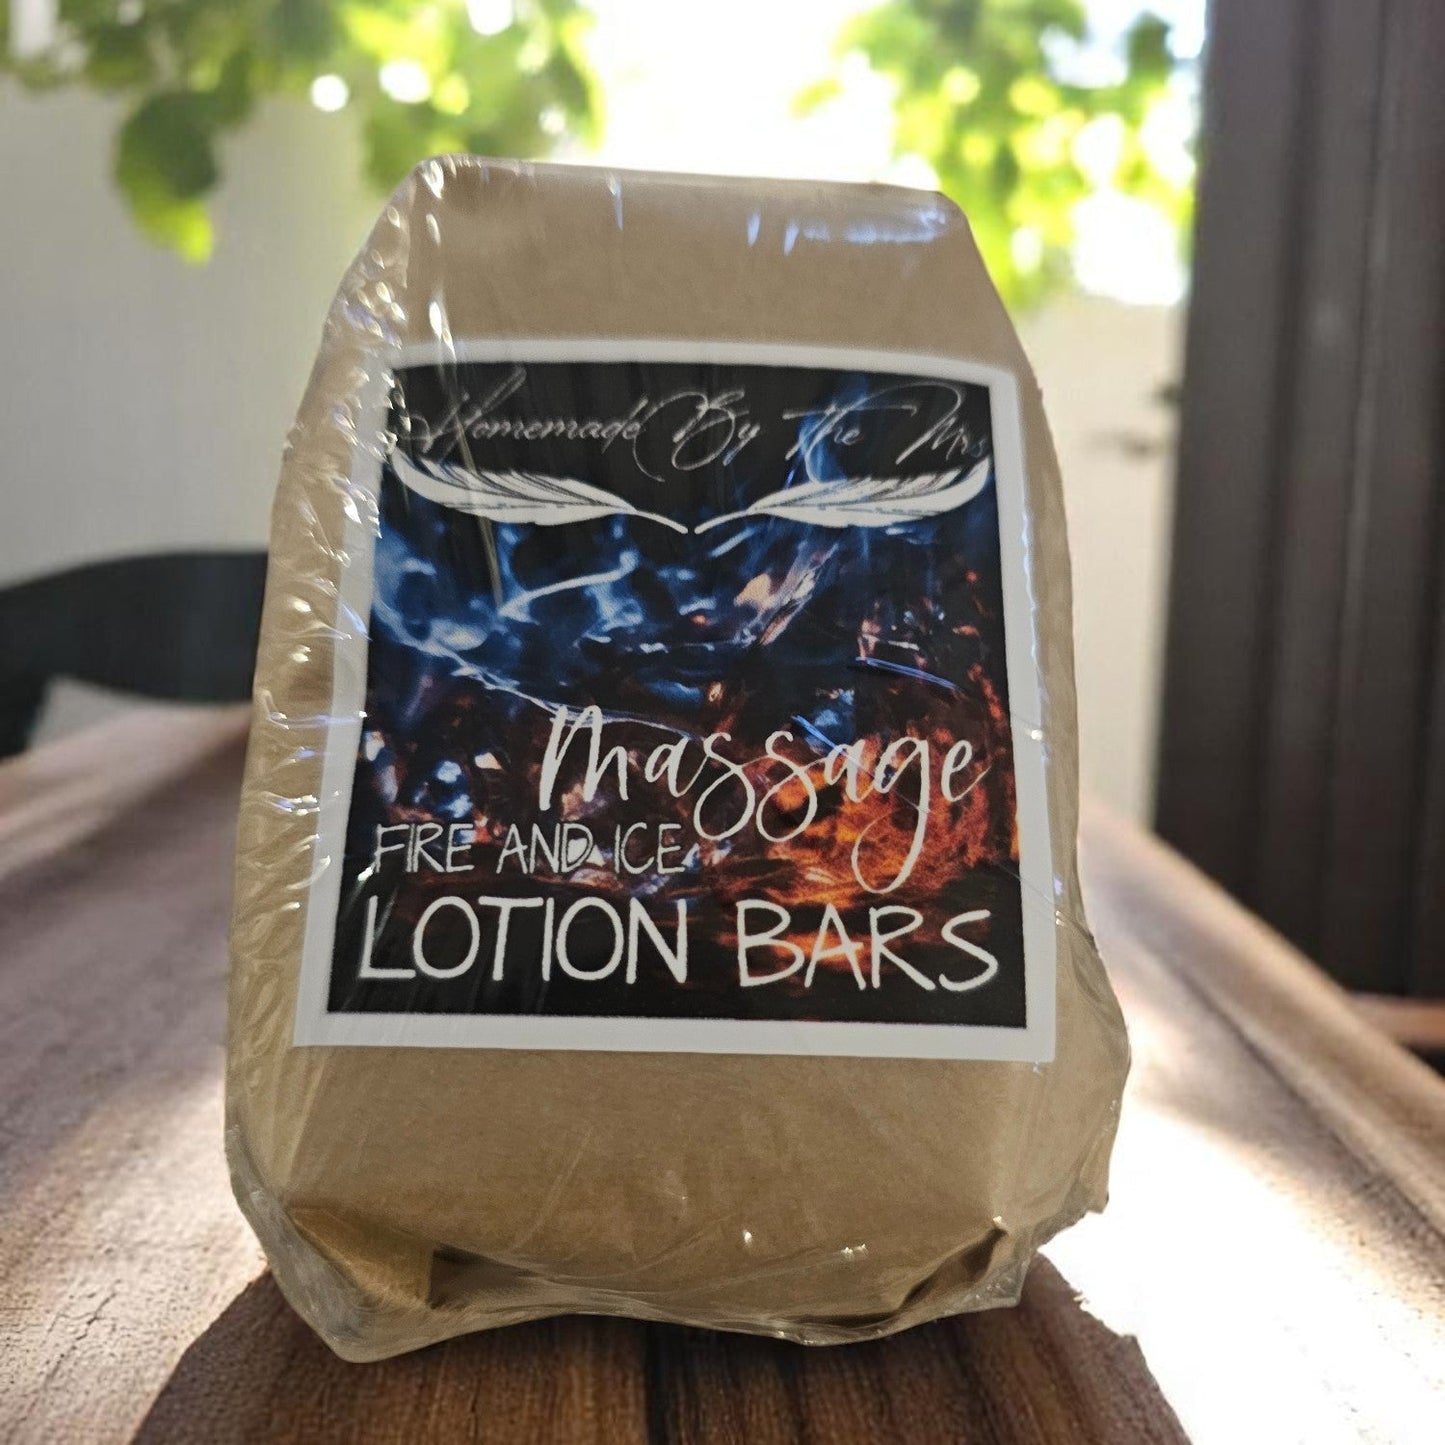 Homemade By The Mrs
Massage
FIRE AND ICE
LOTION BARS